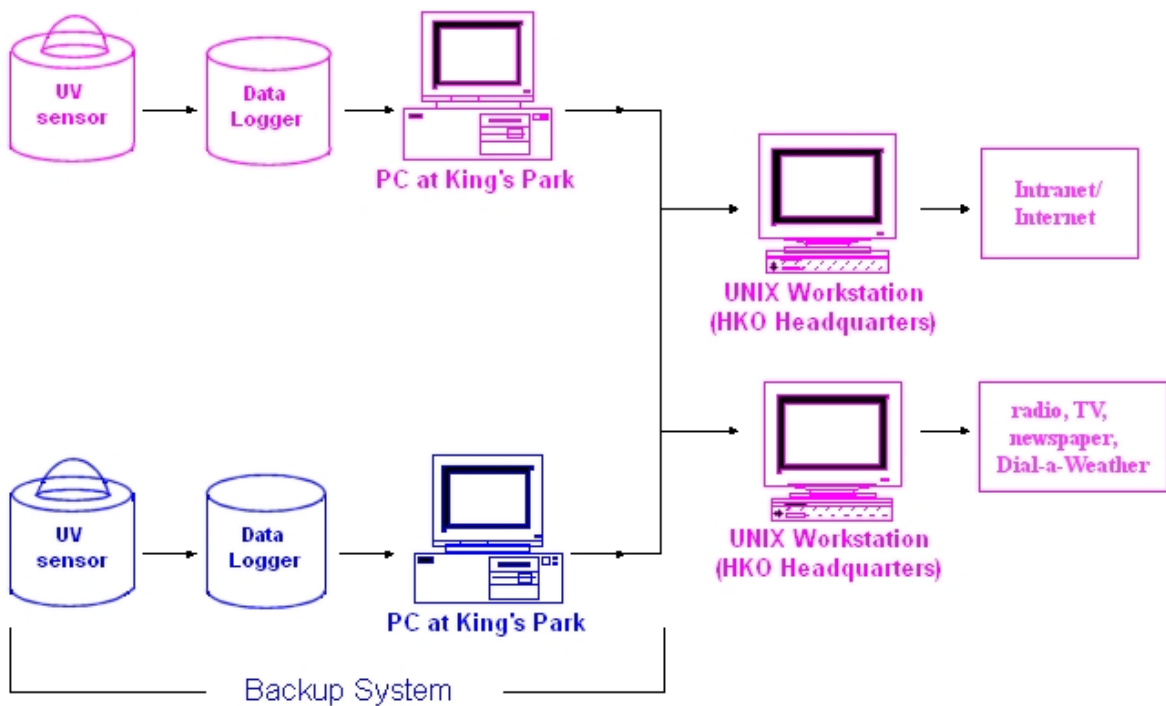 UV
sensor
Data
Logger
PC at King's Park
UNIX Workstation
(HKO Headquarters)
Intranet/
Internet
UV
sensor
Data
Logger
PC at King's Park
UNIX Workstation
(HKO Headquarters)
radio, TV,
newspaper,
Dial-a-Weather
Backup System